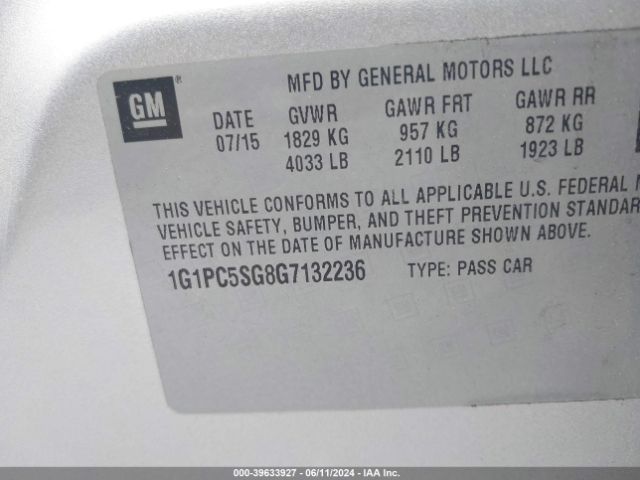 GM®
MFD BY GENERAL MOTORS LLC
DATE GVWR GAWR FRT GAWR RR
07/15 1829 KG 957 KG 872 KG
4033 LB 2110 LB 1923 LB
THIS VEHICLE CONFORMS TO ALL APPLICABLE U.S. FEDERAL
VEHICLE SAFETY, BUMPER, AND THEFT PREVENTION STANDAR
EFFECT ON THE DATE OF MANUFACTURE SHOWN ABOVE.
1G1PC5SG8G7132236 TYPE: PASS CAR
000-39633927 - 06/11/2024 - IAA Inc.